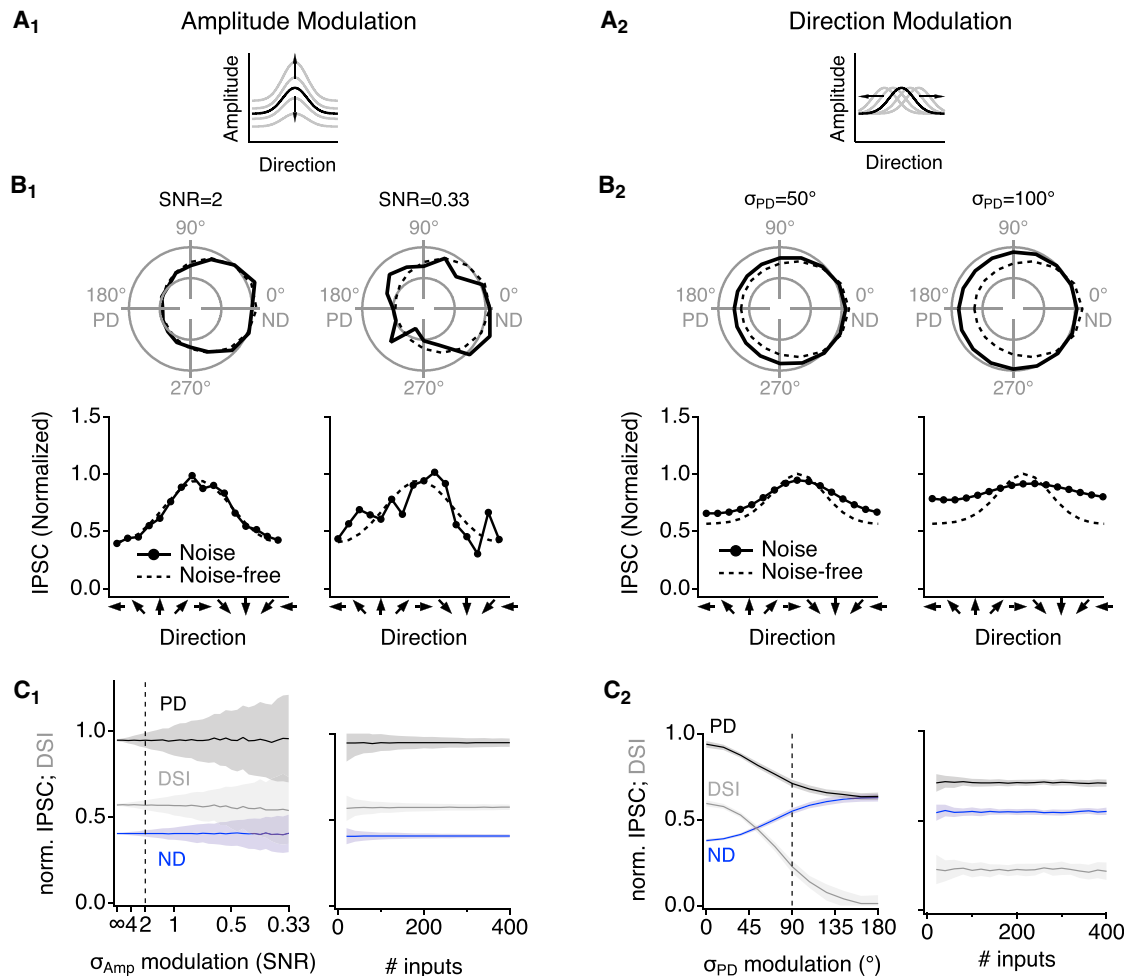 A1
Amplitude Modulation
Amplitude
Direction
B1
SNR=2
90°
180°
PD
0°
ND
270°
SNR=0.33
90°
180°
PD
0°
ND
270°
IPSC (Normalized)
1.5
1.0
0.5
0.0
Noise
Noise-free
Direction
Direction
C1
norm. IPSC; DSI
1.0
0.5
0.0
PD
DSI
ND
∞42 1 0.5 0.33
σAmp modulation (SNR)
0 200 400
# inputs
A2
Direction Modulation
Amplitude
Direction
B2
σPD=50°
90°
180°
PD
0°
ND
270°
σPD=100°
90°
180°
PD
0°
ND
270°
IPSC (Normalized)
1.5
1.0
0.5
0.0
Noise
Noise-free
Direction
Direction
C2
norm. IPSC; DSI
1.0
0.5
0.0
PD
DSI
ND
0 45 90 135 180
σPD modulation (°)
0 200 400
# inputs